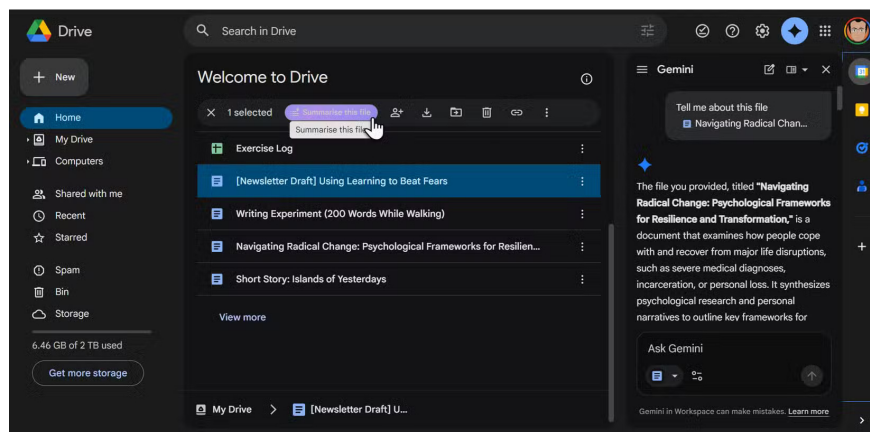 Drive
Search in Drive
New
Home
My Drive
Computers
Shared with me
Recent
Starred
Spam
Bin
Storage
6.46 GB of 2 TB used
Get more storage
Welcome to Drive
1 selected
Summarise this file
Summarise this file
Exercise Log
[Newsletter Draft] Using Learning to Beat Fears
Writing Experiment (200 Words While Walking)
Navigating Radical Change: Psychological Frameworks for Resilien...
Short Story: Islands of Yesterdays
View more
My Drive > [Newsletter Draft] U...
Gemini
Tell me about this file
Navigating Radical Chan...
The file you provided, titled "Navigating
Radical Change: Psychological Frameworks
for Resilience and Transformation," is a
document that examines how people cope
with and recover from major life disruptions,
such as severe medical diagnoses,
incarceration, or personal loss. It synthesizes
psychological research and personal
narratives to outline key frameworks for
Ask Gemini
Gemini in Workspace can make mistakes. Learn more